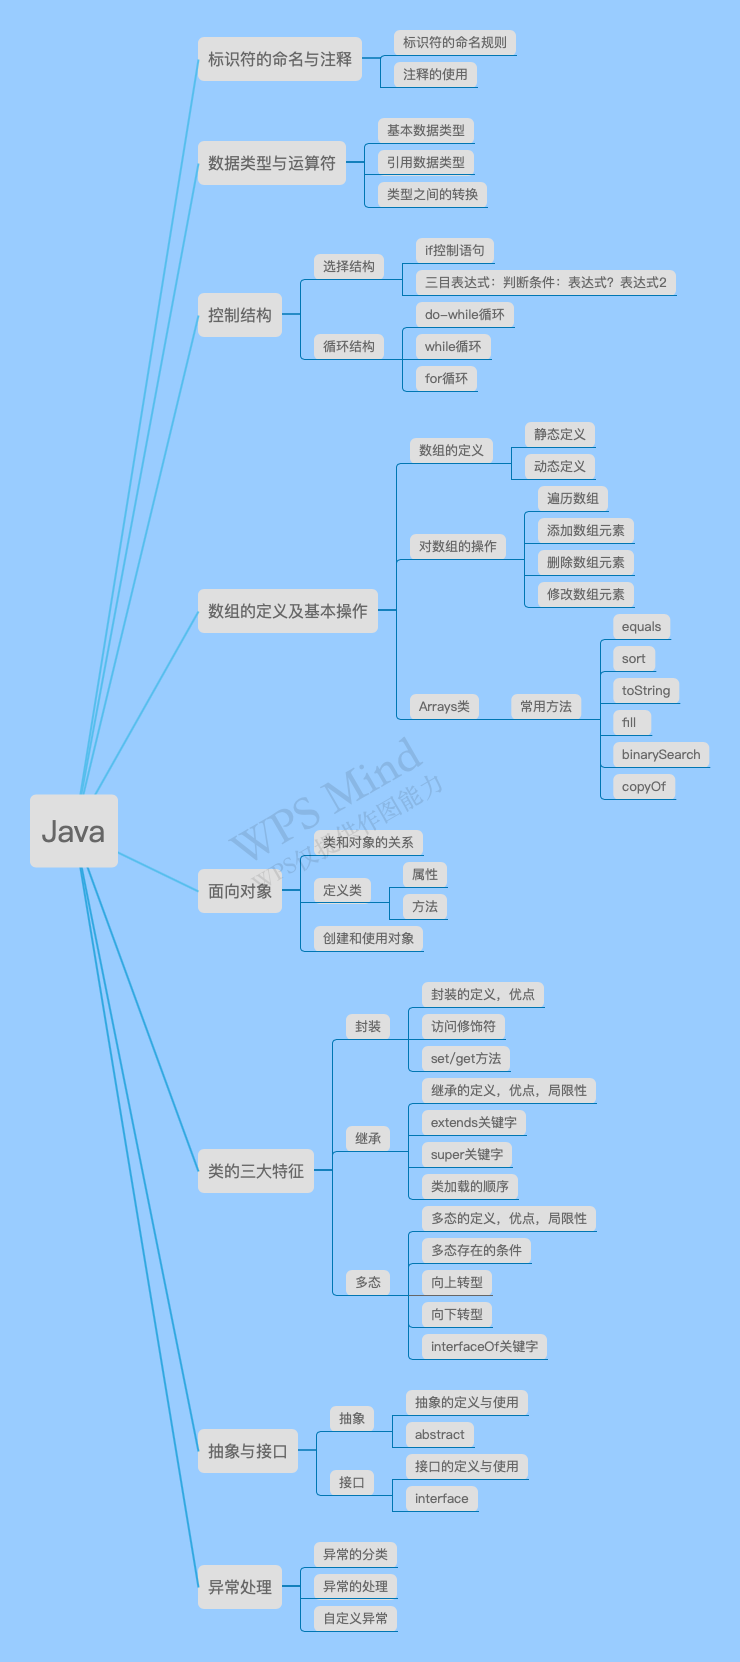 标识符的命名与注释
标识符的命名规则
注释的使用
数据类型与运算符
基本数据类型
引用数据类型
类型之间的转换
控制结构
选择结构
if控制语句
三目表达式：判断条件：表达式？表达式2
循环结构
do-while循环
while循环
for循环
数组的定义及基本操作
数组的定义
静态定义
动态定义
对数组的操作
遍历数组
添加数组元素
删除数组元素
修改数组元素
Arrays类
常用方法
equals
sort
toString
fill
binarySearch
copyOf
Java
WPS Mind
WPS仅提供作图能力
面向对象
类和对象的关系
定义类
属性
方法
创建和使用对象
类的三大特征
封装
封装的定义，优点
访问修饰符
set/get方法
继承
继承的定义，优点，局限性
extends关键字
super关键字
类加载的顺序
多态
多态的定义，优点，局限性
多态存在的条件
向上转型
向下转型
interfaceOf关键字
抽象与接口
抽象
抽象的定义与使用
abstract
接口
接口的定义与使用
interface
异常处理
异常的分类
异常的处理
自定义异常